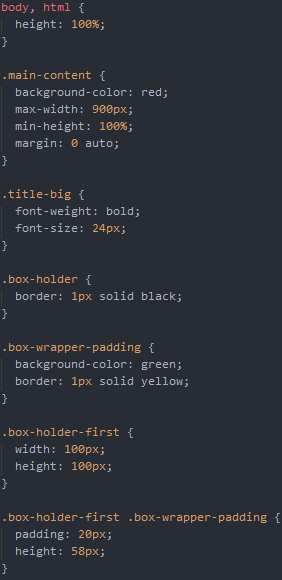 body, html {
  height: 100%;
}

.main-content {
  background-color: red;
  max-width: 900px;
  min-height: 100%;
  margin: 0 auto;
}

.title-big {
  font-weight: bold;
  font-size: 24px;
}

.box-holder {
  border: 1px solid black;
}

.box-wrapper-padding {
  background-color: green;
  border: 1px solid yellow;
}

.box-holder-first {
  width: 100px;
  height: 100px;
}

.box-holder-first .box-wrapper-padding {
  padding: 20px;
  height: 58px;
}